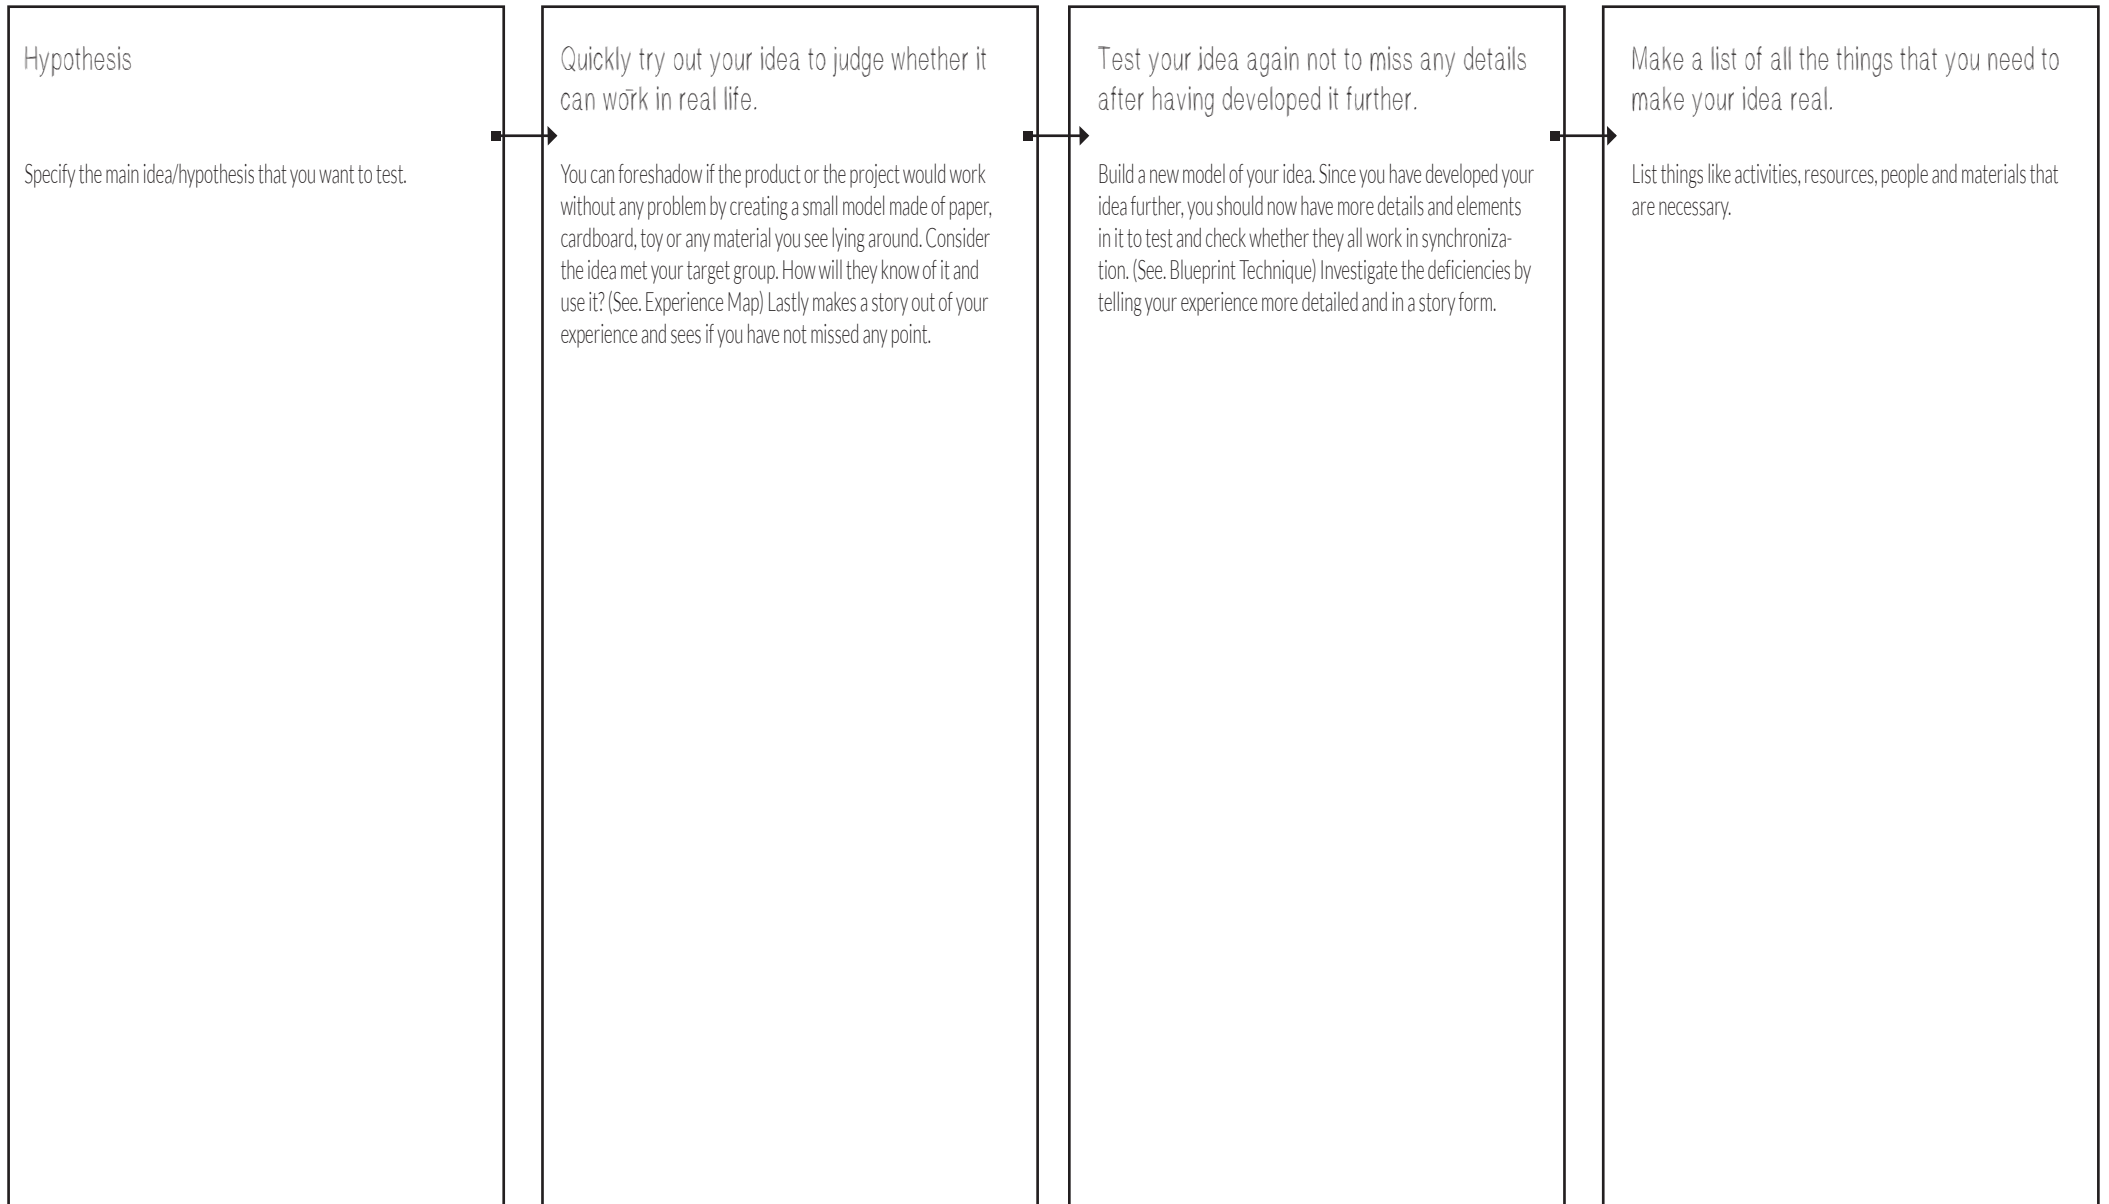 Hypothesis
Specify the main idea/hypothesis that you want to test.
Quickly try out your idea to judge whether it
can work in real life.
You can foreshadow if the product or the project would work
without any problem by creating a small model made of paper,
cardboard, toy or any material you see lying around. Consider
the idea met your target group. How will they know of it and
use it? (See. Experience Map) Lastly makes a story out of your
experience and sees if you have not missed any point.
Test your idea again not to miss any details
after having developed it further.
Build a new model of your idea. Since you have developed your
idea further, you should now have more details and elements
in it to test and check whether they all work in synchroniza-
tion. (See. Blueprint Technique) Investigate the deficiencies by
telling your experience more detailed and in a story form.
Make a list of all the things that you need to
make your idea real.
List things like activities, resources, people and materials that
are necessary.